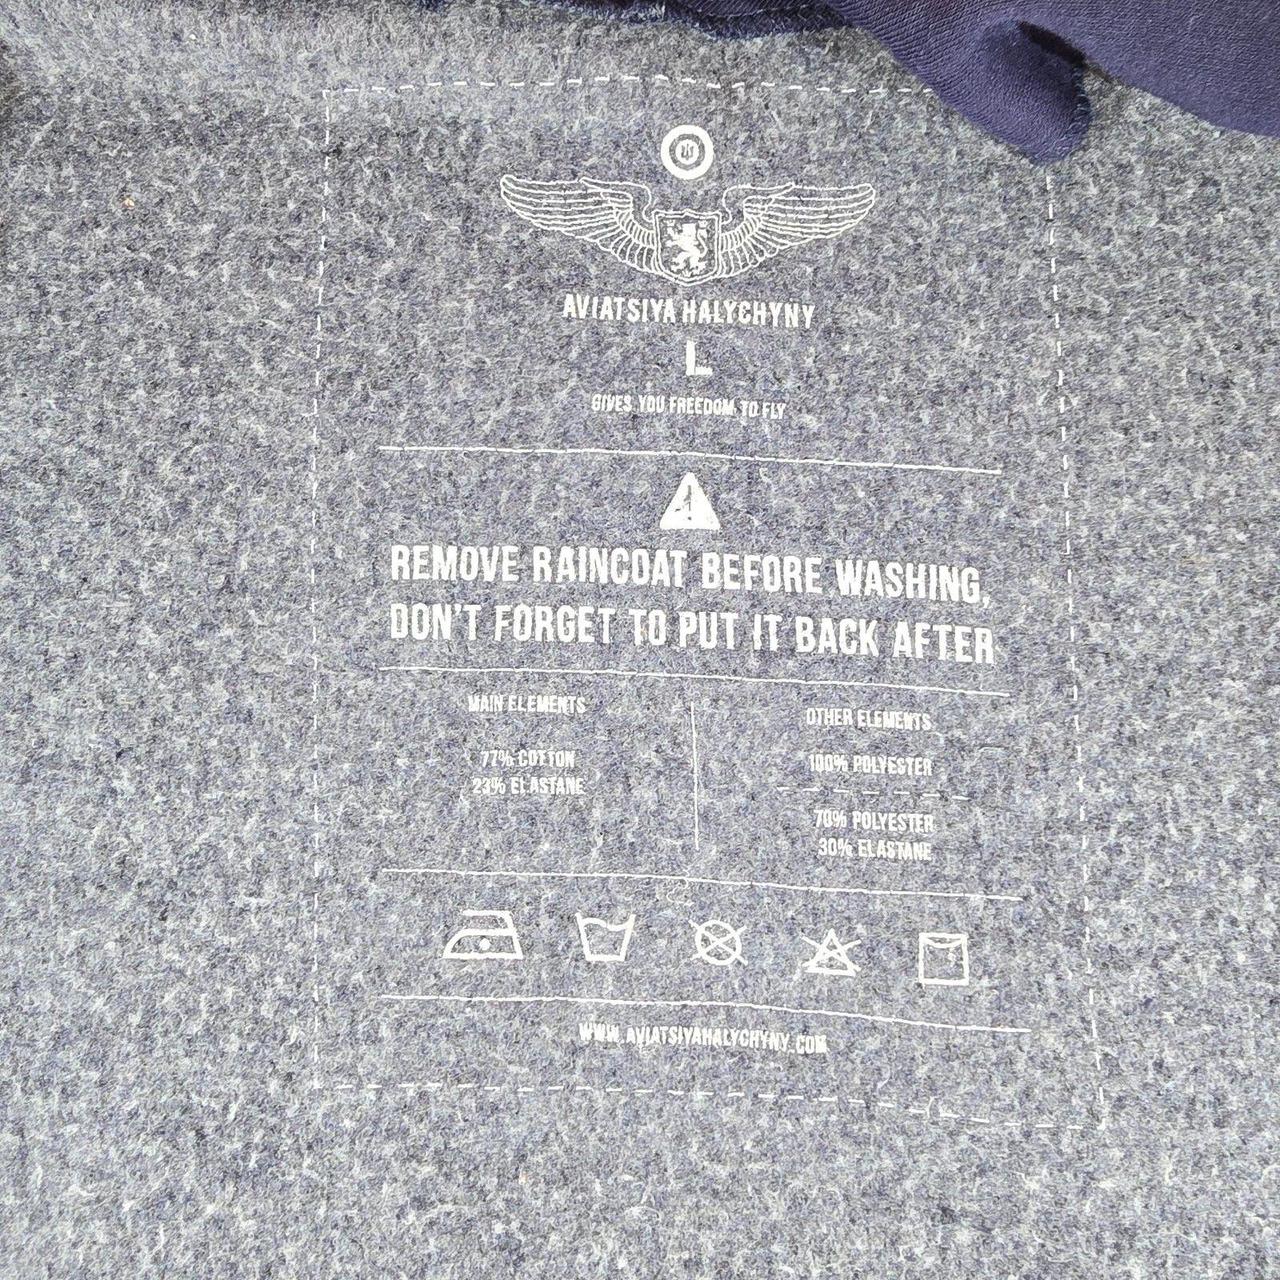 AVIATSIYA HALYCHYNY
L
GIVES YOU FREEDOM TO FLY
REMOVE RAINCOAT BEFORE WASHING,
DON'T FORGET TO PUT IT BACK AFTER
MAIN ELEMENTS
77% COTTON
23% ELASTANE
OTHER ELEMENTS
100% POLYESTER
70% POLYESTER
30% ELASTANE
WWW.AVIATSIYAHALYCHYNY.COM